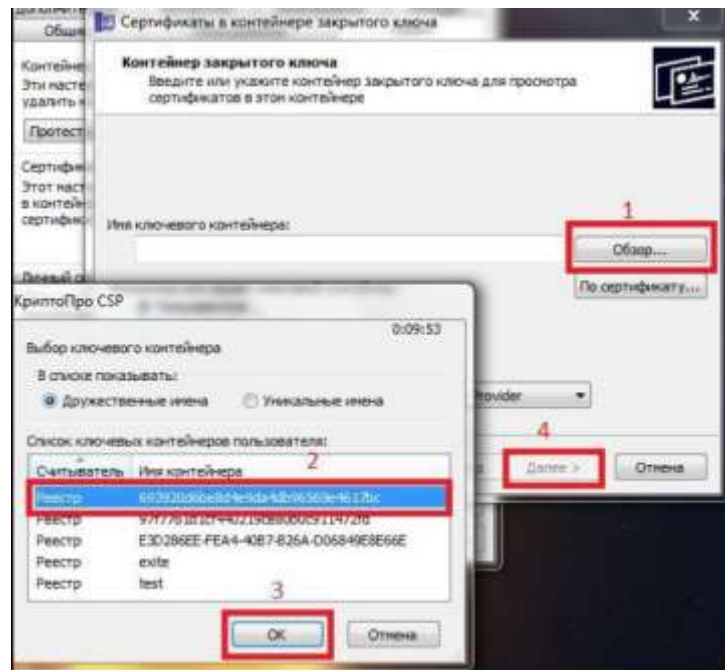 Общие
Сертификаты в контейнере закрытого ключа
x
Контейнер закрытого ключа
Введите или укажите контейнер закрытого ключа для просмотра
сертификатов в этом контейнере
Контейне
Эти масте
удалить к
Протест
Сертифик
Этот маст
в контейн
сертифик
1
Имя ключевого контейнера:
Обзор...
По сертификату...
Личный
КриптоПро CSP
0:09:53
Выбор ключевого контейнера
В списке показывать:
Дружественные имена
Уникальные имена
Provider
4
Далее >
Отмена
Список ключевых контейнеров пользователя:
2
Считыватель
Имя контейнера
Реестр
Реестр
Реестр E3D286EE-FEA4-40B7-B26A-D06849E8E66E
Реестр exite
Реестр test
3
OK
Отмена